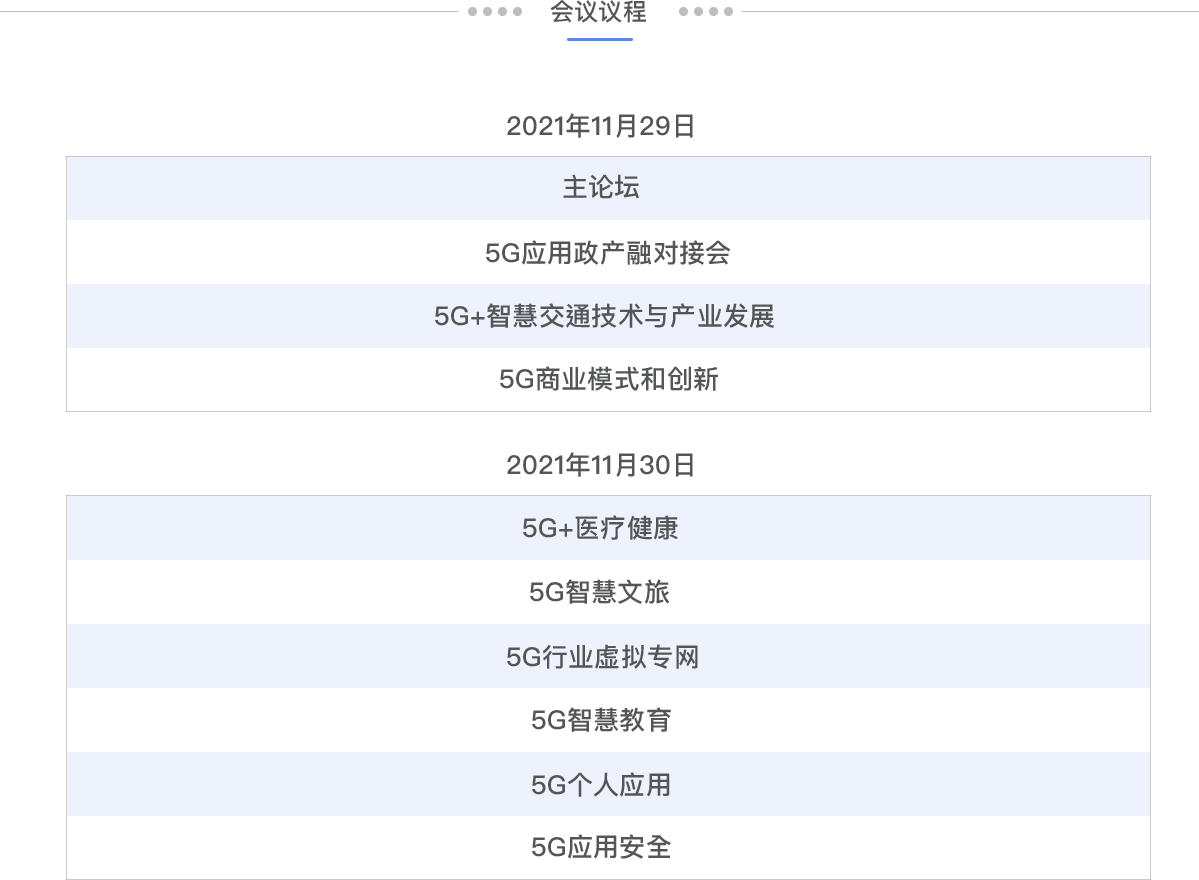 会议议程
2021年11月29日
主论坛
5G应用政产融对接会
5G+智慧交通技术与产业发展
5G商业模式和创新
2021年11月30日
5G+医疗健康
5G智慧文旅
5G行业虚拟专网
5G智慧教育
5G个人应用
5G应用安全